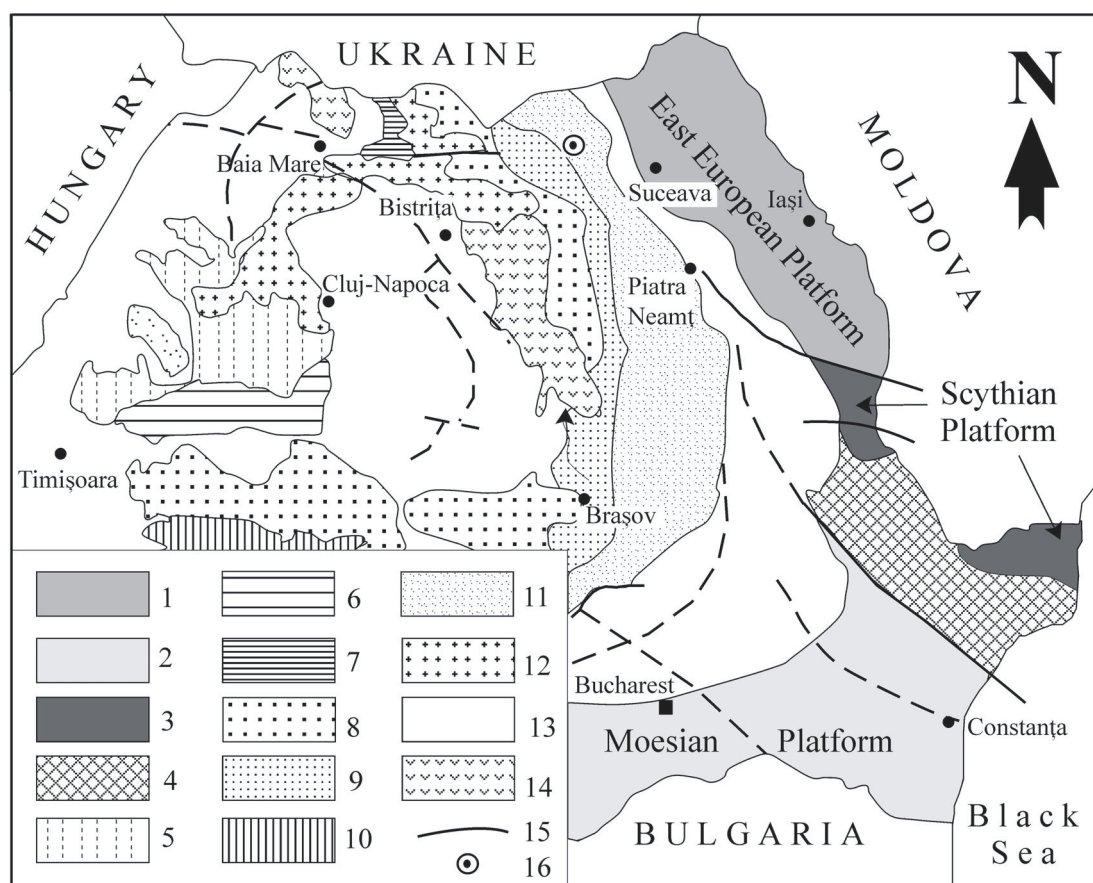 UKRAINE
HUNGARY
MOLDOVA
N
East European Platform
Baia Mare
Suceava
Iași
Bistrița
Cluj-Napoca
Piatra
Neamț
Scythian
Platform
Timișoara
Brașov
Bucharest
Constanța
Moesian Platform
BULGARIA
Black
Sea
1
2
3
4
5
6
7
8
9
10
11
12
13
14
15
16